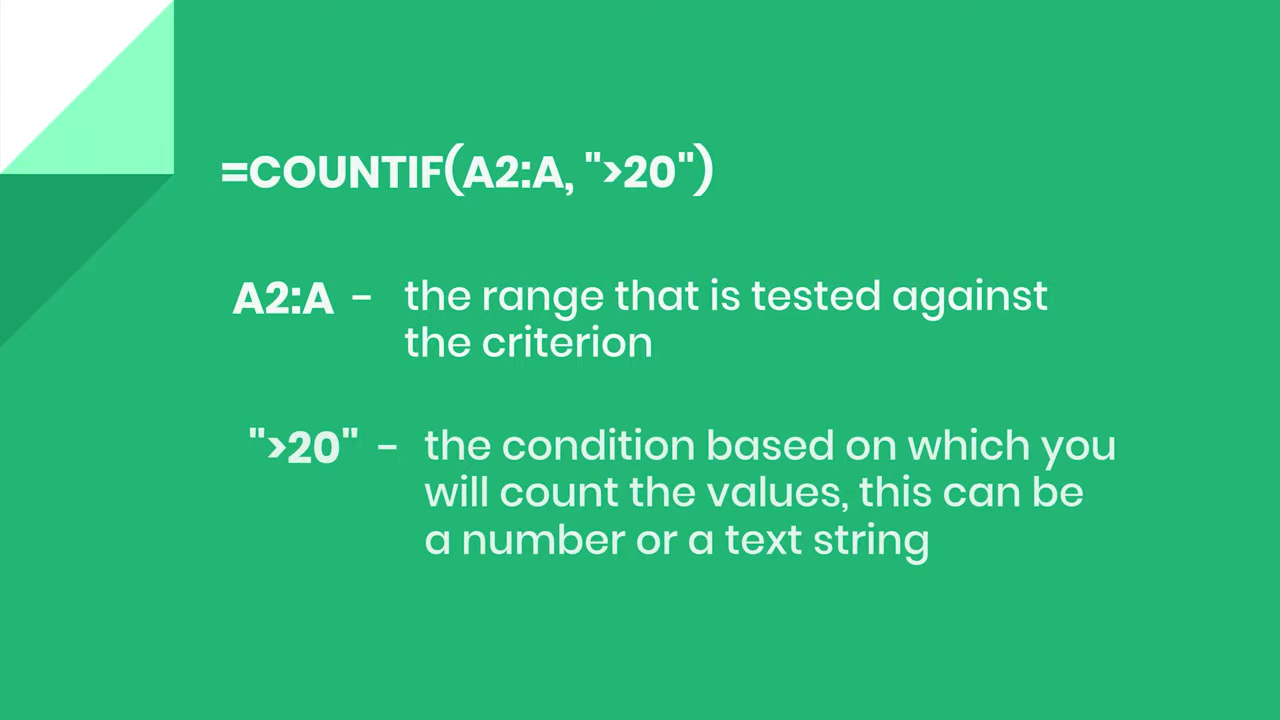 =COUNTIF(A2:A, ">20")
A2:A - the range that is tested against
the criterion
">20" - the condition based on which you
will count the values, this can be
a number or a text string